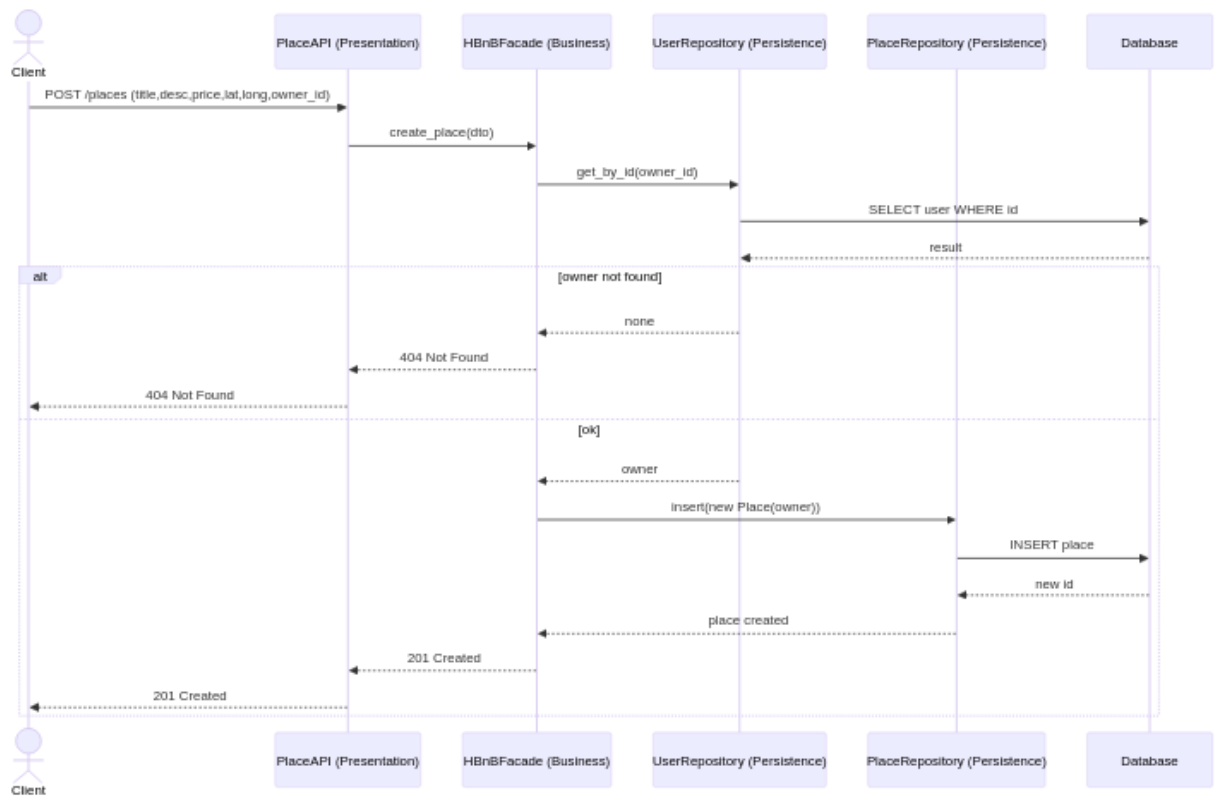 Client
PlaceAPI (Presentation)
HBnBFacade (Business)
UserRepository (Persistence)
PlaceRepository (Persistence)
Database
POST /places (title,desc,price,lat,long,owner_id)
create_place(dto)
get_by_id(owner_id)
SELECT user WHERE id
result
alt
[owner not found]
none
404 Not Found
404 Not Found
[ok]
owner
insert(new Place(owner))
INSERT place
new id
place created
201 Created
201 Created
Client
PlaceAPI (Presentation)
HBnBFacade (Business)
UserRepository (Persistence)
PlaceRepository (Persistence)
Database